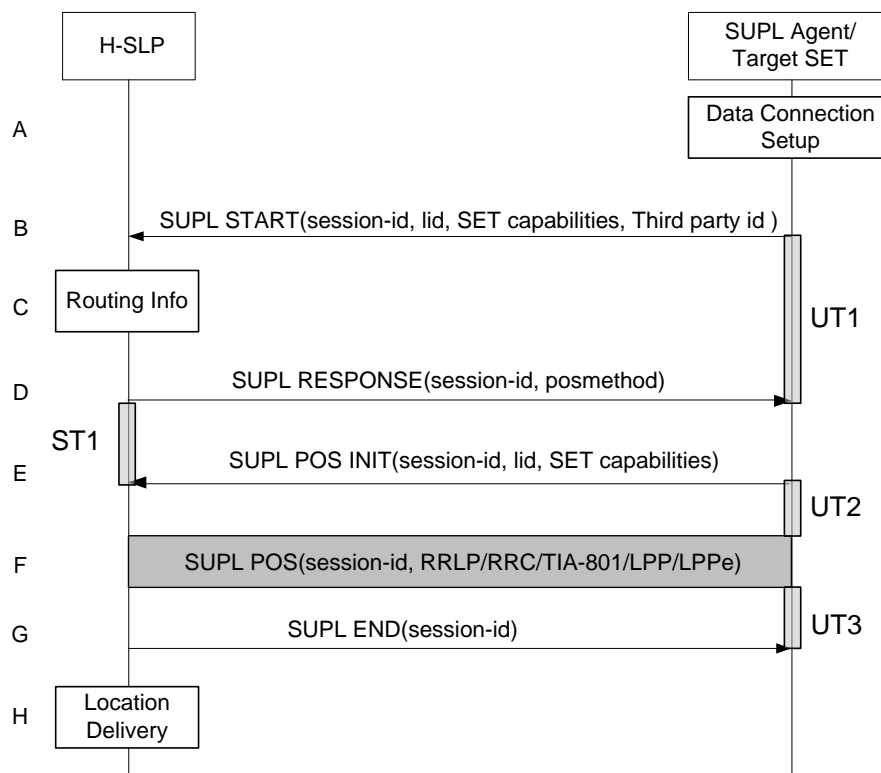 H-SLP
SUPL Agent/
Target SET
A
Data Connection
Setup
B
SUPL START(session-id, lid, SET capabilities, Third party id )
C
Routing Info
UT1
D
SUPL RESPONSE(session-id, posmethod)
ST1
E
SUPL POS INIT(session-id, lid, SET capabilities)
UT2
F
SUPL POS(session-id, RRLP/RRC/TIA-801/LPP/LPPe)
G
SUPL END(session-id)
UT3
H
Location
Delivery